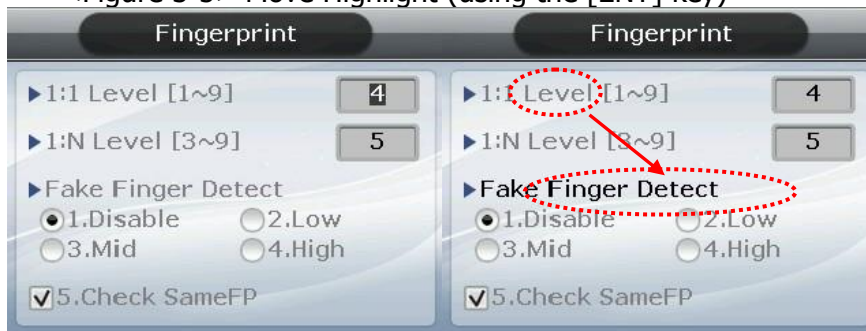 Fingerprint
1:1 Level [1~9] 4
1:N Level [3~9] 5
Fake Finger Detect
1.Disable 2.Low
3.Mid 4.High
5.Check SameFP
Fingerprint
1:1 Level [1~9] 4
1:N Level [3~9] 5
Fake Finger Detect
1.Disable 2.Low
3.Mid 4.High
5.Check SameFP